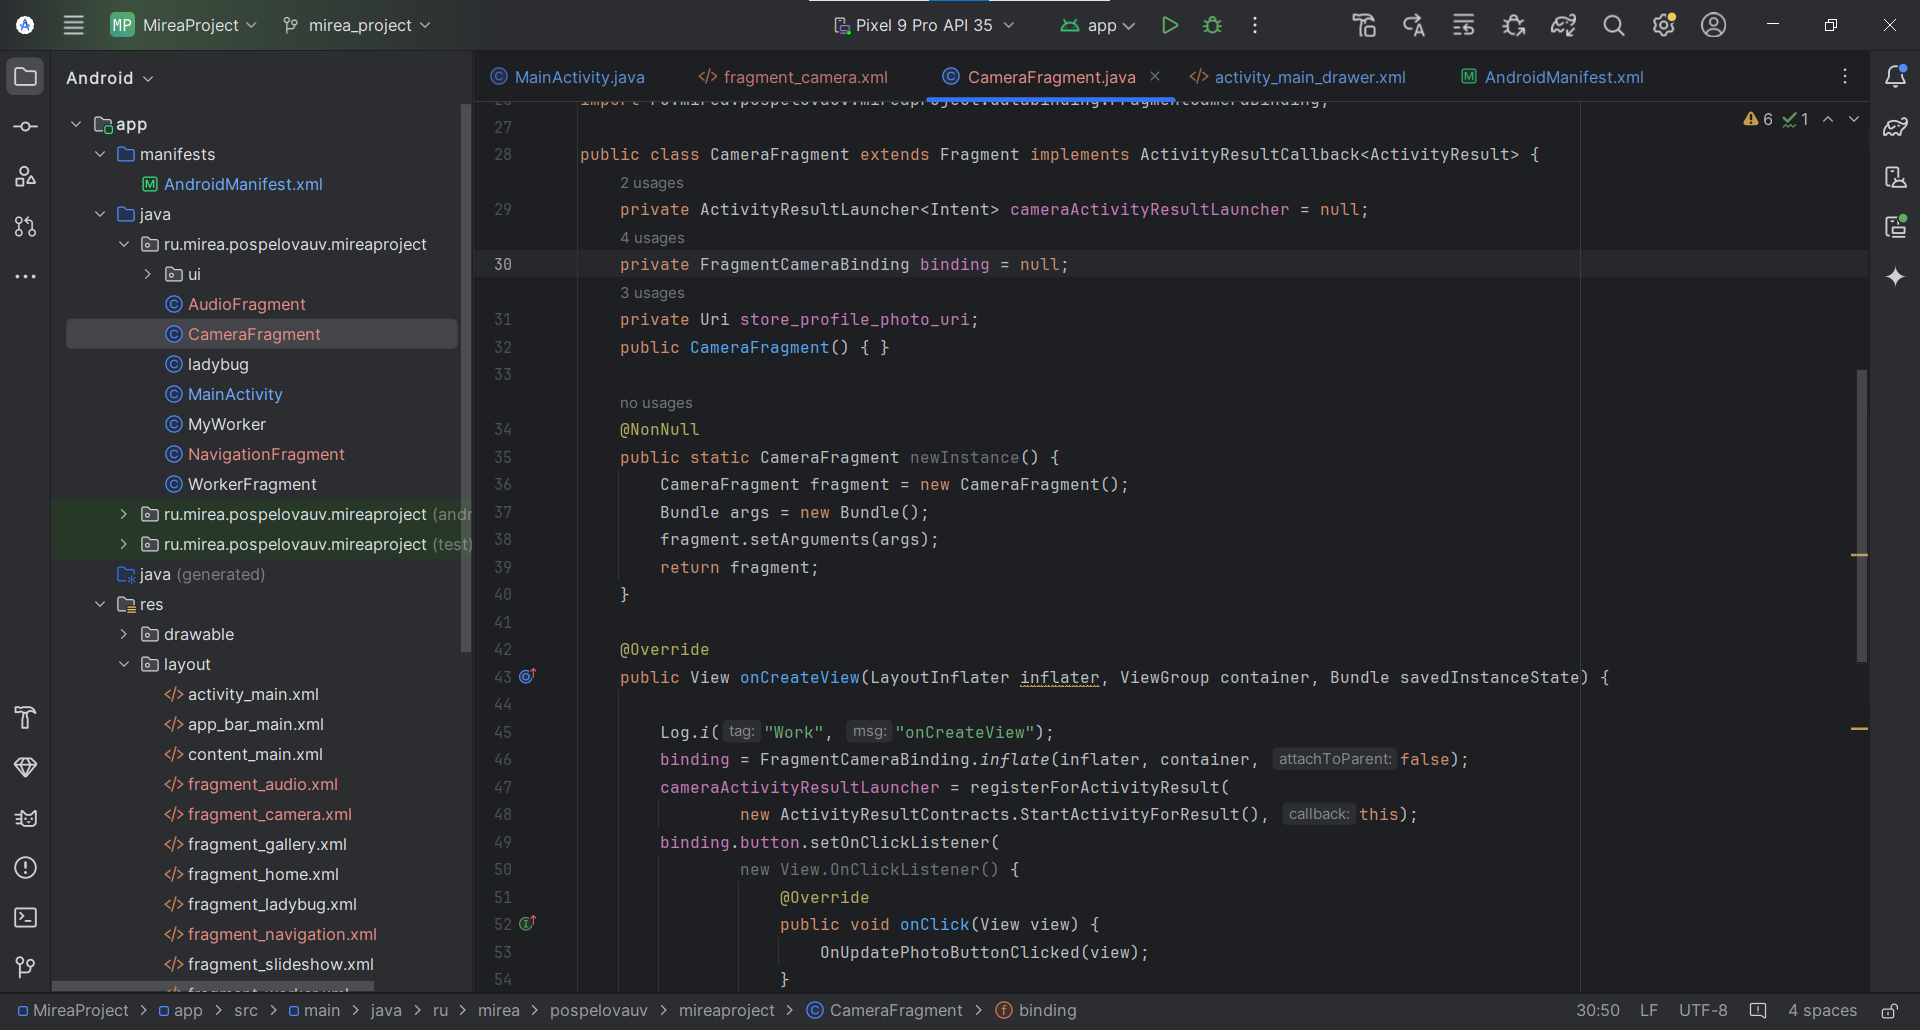 MP MireaProject
mirea_project
Pixel 9 Pro API 35
app
Android
MainActivity.java
fragment_camera.xml
CameraFragment.java
activity_main_drawer.xml
AndroidManifest.xml
app
manifests
AndroidManifest.xml
java
ru.mirea.pospelovauv.mireaproject
ui
AudioFragment
CameraFragment
ladybug
MainActivity
MyWorker
NavigationFragment
WorkerFragment
ru.mirea.pospelovauv.mireaproject (andr
ru.mirea.pospelovauv.mireaproject (test)
java (generated)
res
drawable
layout
activity_main.xml
app_bar_main.xml
content_main.xml
fragment_audio.xml
fragment_camera.xml
fragment_gallery.xml
fragment_home.xml
fragment_ladybug.xml
fragment_navigation.xml
fragment_slideshow.xml
6 1
27
28 public class CameraFragment extends Fragment implements ActivityResultCallback<ActivityResult> {
2 usages
29 private ActivityResultLauncher<Intent> cameraActivityResultLauncher = null;
4 usages
30 private FragmentCameraBinding binding = null;
3 usages
31 private Uri store_profile_photo_uri;
32 public CameraFragment() { }
33
no usages
34 @NonNull
35 public static CameraFragment newInstance() {
36 CameraFragment fragment = new CameraFragment();
37 Bundle args = new Bundle();
38 fragment.setArguments(args);
39 return fragment;
40 }
41
42 @Override
43 public View onCreateView(LayoutInflater inflater, ViewGroup container, Bundle savedInstanceState) {
44
45 Log.i( tag: "Work", msg: "onCreateView");
46 binding = FragmentCameraBinding.inflate(inflater, container, attachToParent: false);
47 cameraActivityResultLauncher = registerForActivityResult(
48 new ActivityResultContracts.StartActivityForResult(), callback: this);
49 binding.button.setOnClickListener(
50 new View.OnClickListener() {
51 @Override
52 public void onClick(View view) {
53 OnUpdatePhotoButtonClicked(view);
54 }
MireaProject > app > src > main > java > ru > mirea > pospelovauv > mireaproject > CameraFragment > binding
30:50 LF UTF-8 4 spaces